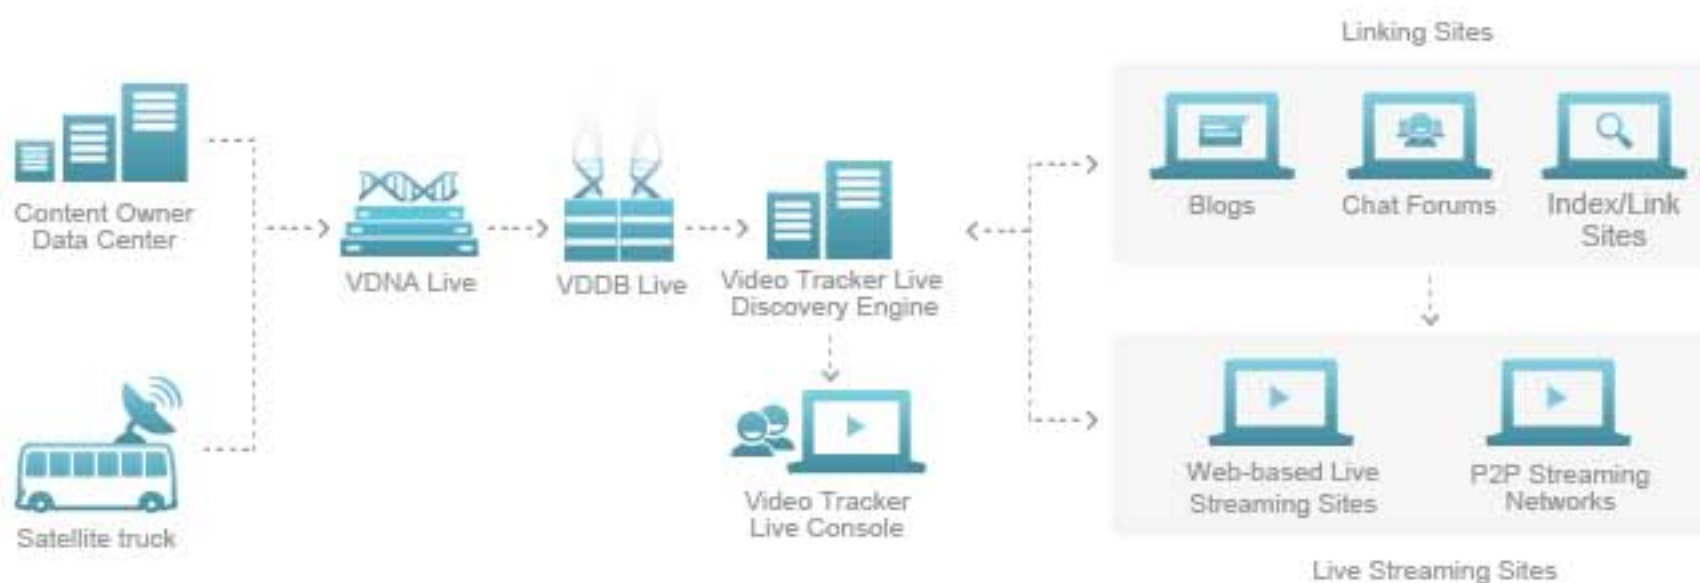 Linking Sites
Content Owner
Data Center
VDNA Live
VDDB Live
Video Tracker Live
Discovery Engine
Blogs
Chat Forums
Index/Link
Sites
Satellite truck
Video Tracker
Live Console
Web-based Live
Streaming Sites
P2P Streaming
Networks
Live Streaming Sites